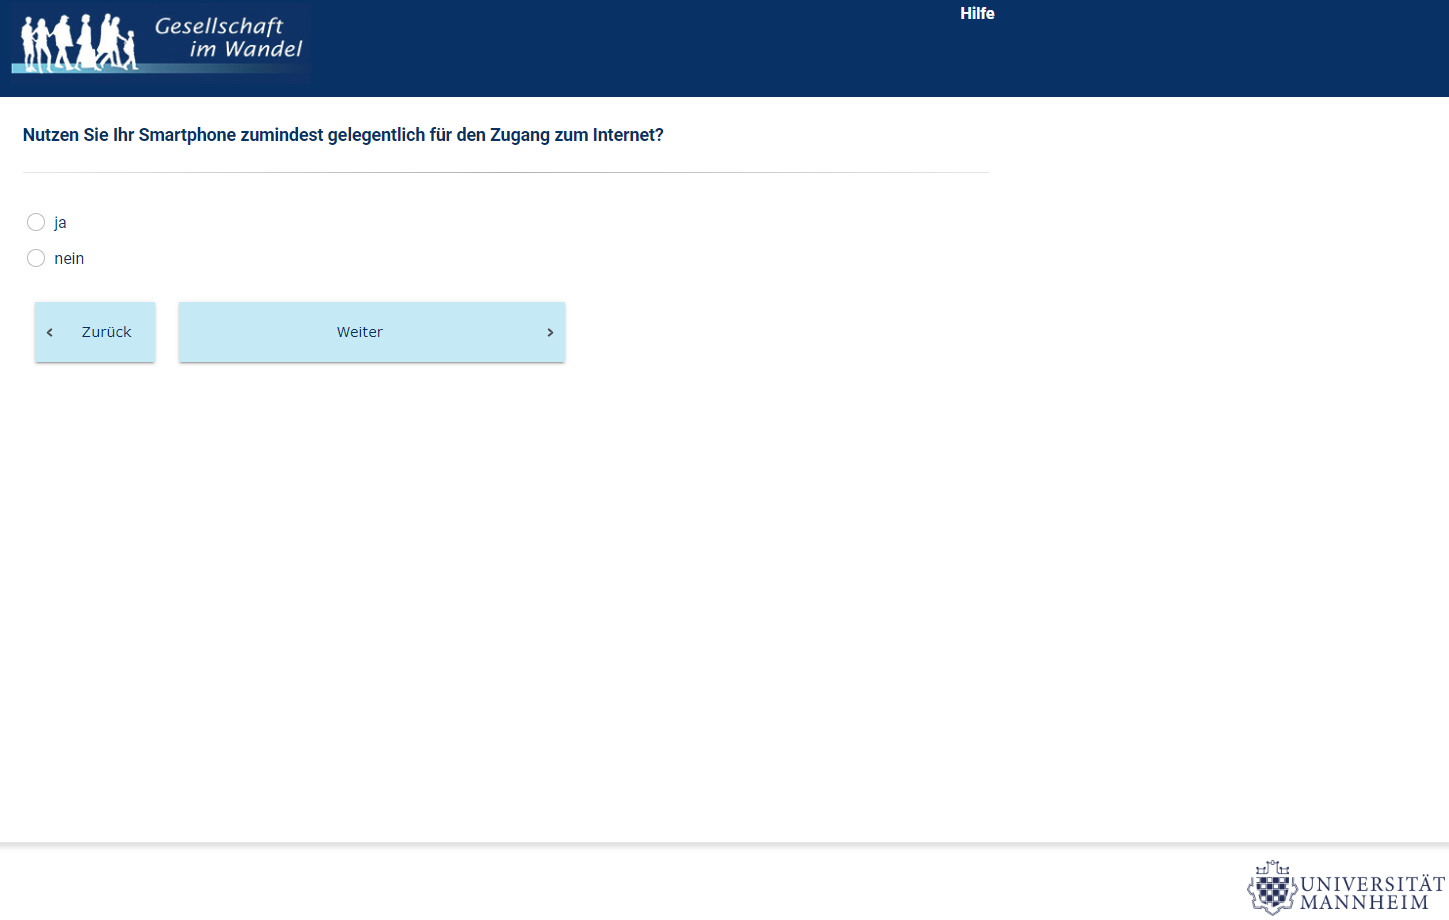 Gesellschaft
im Wandel
Hilfe
Nutzen Sie Ihr Smartphone zumindest gelegentlich für den Zugang zum Internet?
ja
nein
Zurück
Weiter
UNIVERSITÄT
MANNHEIM